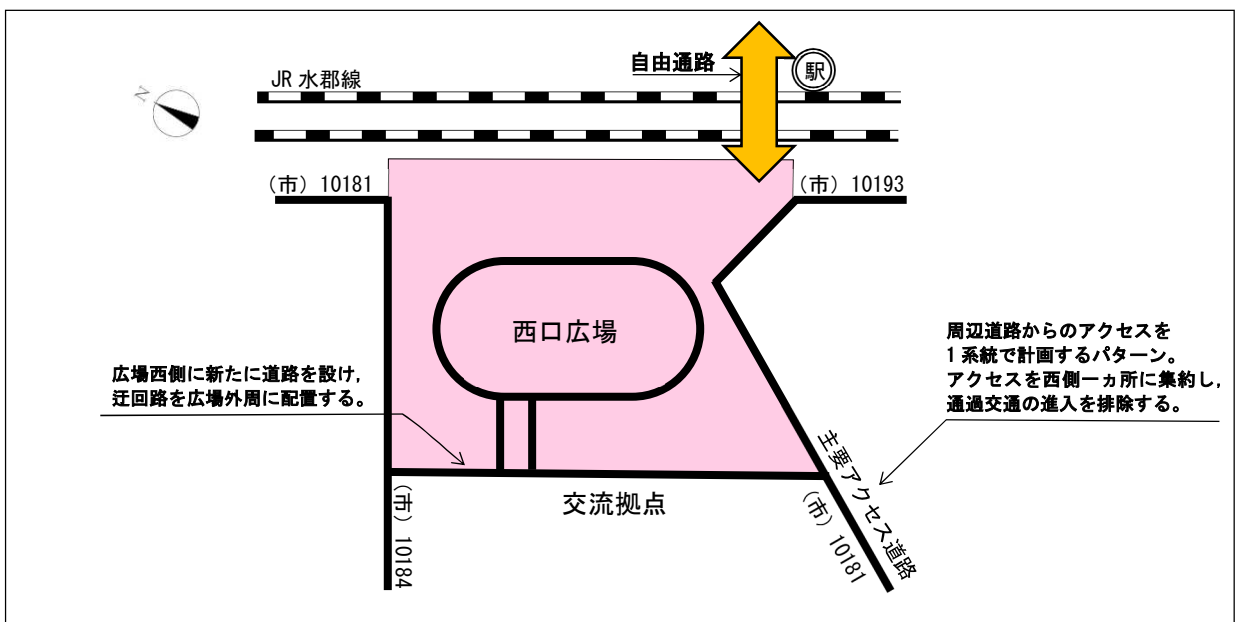 自由通路
駅
JR 水郡線
N
(市) 10181
(市) 10193
西口広場
周辺道路からのアクセスを
1 系統で計画するパターン。
アクセスを西側一ヵ所に集約し,
通過交通の進入を排除する。
広場西側に新たに道路を設け,
迂回路を広場外周に配置する。
主要アクセス道路
交流拠点
(市) 10184
(市) 10181